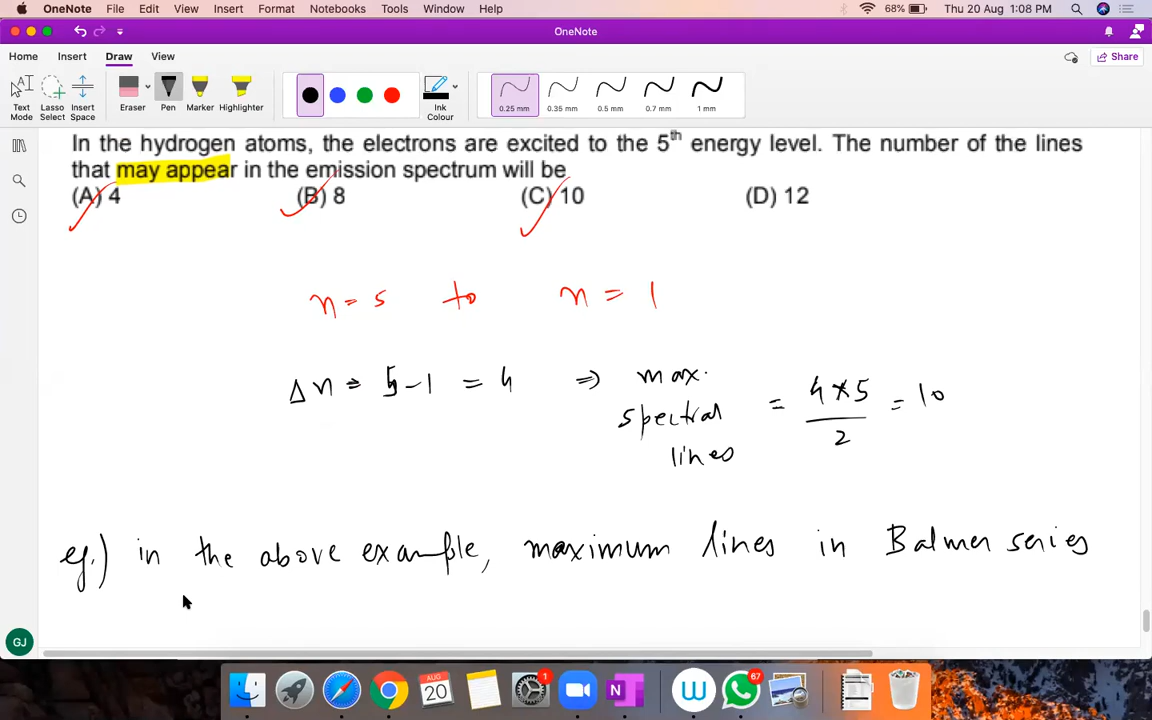 OneNote File Edit View Insert Format Notebooks Tools Window Help 68% Thu 20 Aug 1:08 PM
OneNote
Home Insert Draw View Share
Text Mode Lasso Select Insert Space Eraser Pen Marker Highlighter Ink Colour 0.25 mm 0.35 mm 0.5 mm 0.7 mm 1 mm
In the hydrogen atoms, the electrons are excited to the 5th energy level. The number of the lines
that may appear in the emission spectrum will be
(A) 4 (B) 8 (C) 10 (D) 12
n = 5 to n = 1
Δn = 5-1 = 4 ⇒ max. spectral lines = 4*5/2 = 10
eg.) in the above example, maximum lines in Balmer series
GJ
AUG 20 1 67